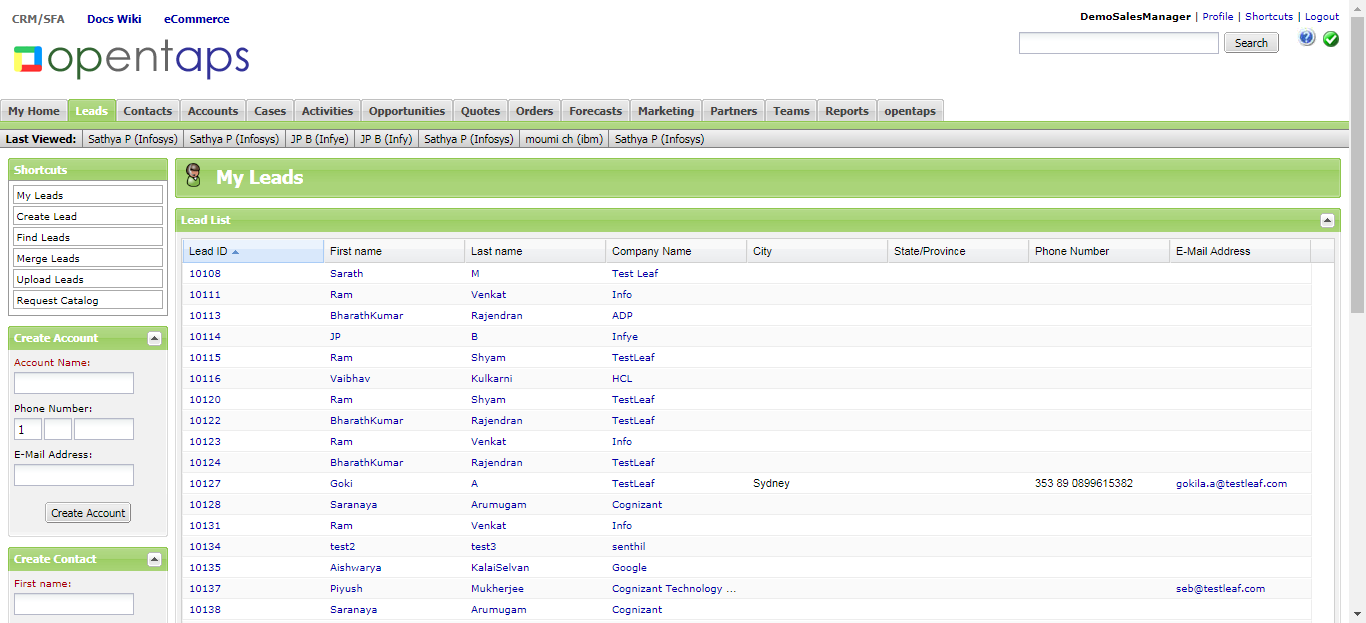 CRM/SFA Docs Wiki eCommerce
DemoSalesManager | Profile | Shortcuts | Logout
opentaps
Search
My Home Leads Contacts Accounts Cases Activities Opportunities Quotes Orders Forecasts Marketing Partners Teams Reports opentaps
Last Viewed: Sathya P (Infosys) Sathya P (Infosys) JP B (Infye) JP B (Infy) Sathya P (Infosys) moumi ch (ibm) Sathya P (Infosys)
Shortcuts
My Leads
Create Lead
Find Leads
Merge Leads
Upload Leads
Request Catalog
Create Account
Account Name:
Phone Number:
1
E-Mail Address:
Create Account
Create Contact
First name:
My Leads
Lead List
Lead ID First name Last name Company Name City State/Province Phone Number E-Mail Address
10108 Sarath M Test Leaf
10111 Ram Venkat Info
10113 BharathKumar Rajendran ADP
10114 JP B Infye
10115 Ram Shyam TestLeaf
10116 Vaibhav Kulkarni HCL
10120 Ram Shyam TestLeaf
10122 BharathKumar Rajendran TestLeaf
10123 Ram Venkat Info
10124 BharathKumar Rajendran TestLeaf
10127 Goki A TestLeaf Sydney 353 89 0899615382 gokila.a@testleaf.com
10128 Saranaya Arumugam Cognizant
10131 Ram Venkat Info
10134 test2 test3 senthil
10135 Aishwarya KalaiSelvan Google
10137 Piyush Mukherjee Cognizant Technology ... seb@testleaf.com
10138 Saranaya Arumugam Cognizant